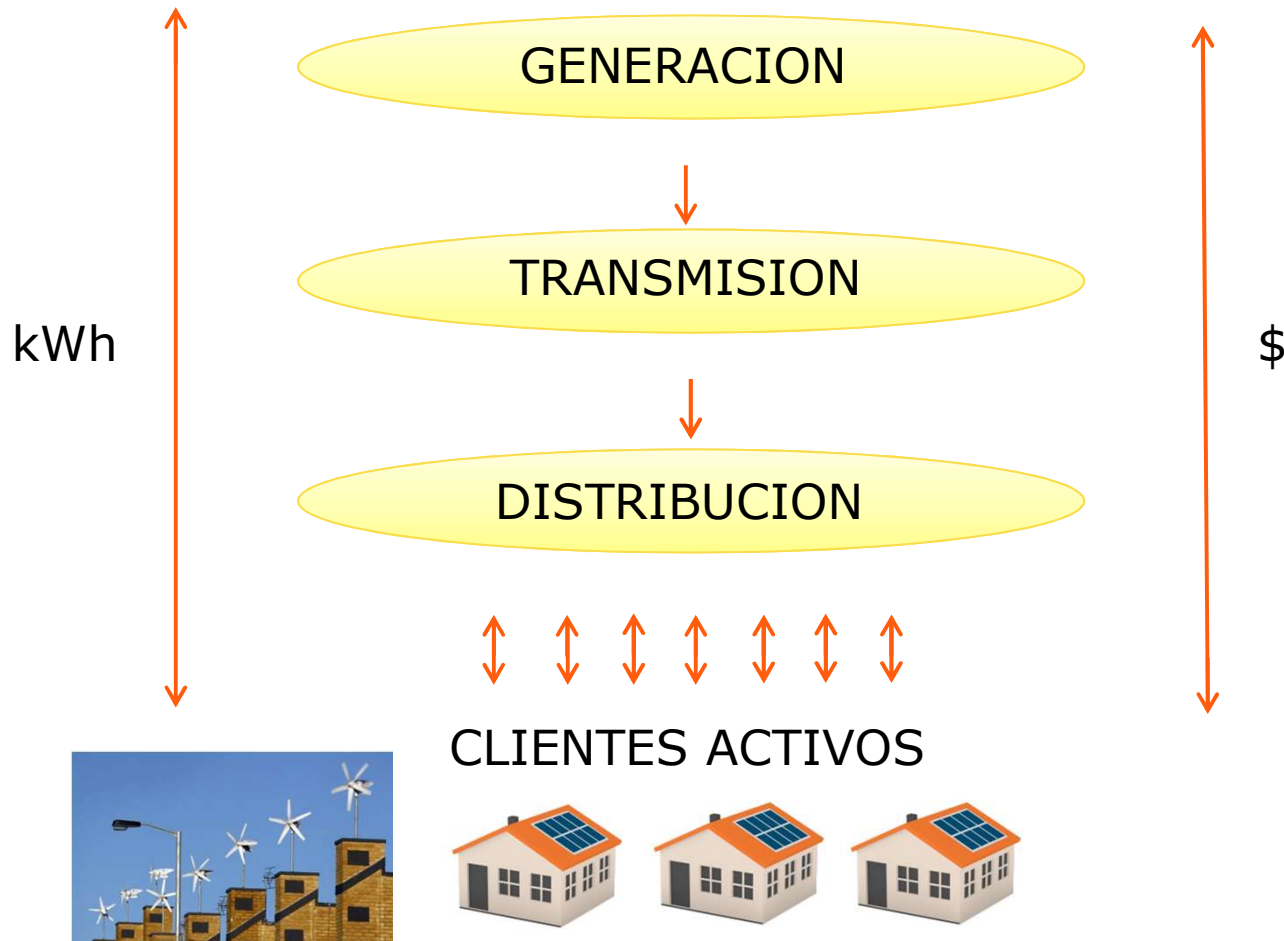 GENERACION
TRANSMISION
kWh
$
DISTRIBUCION
CLIENTES ACTIVOS